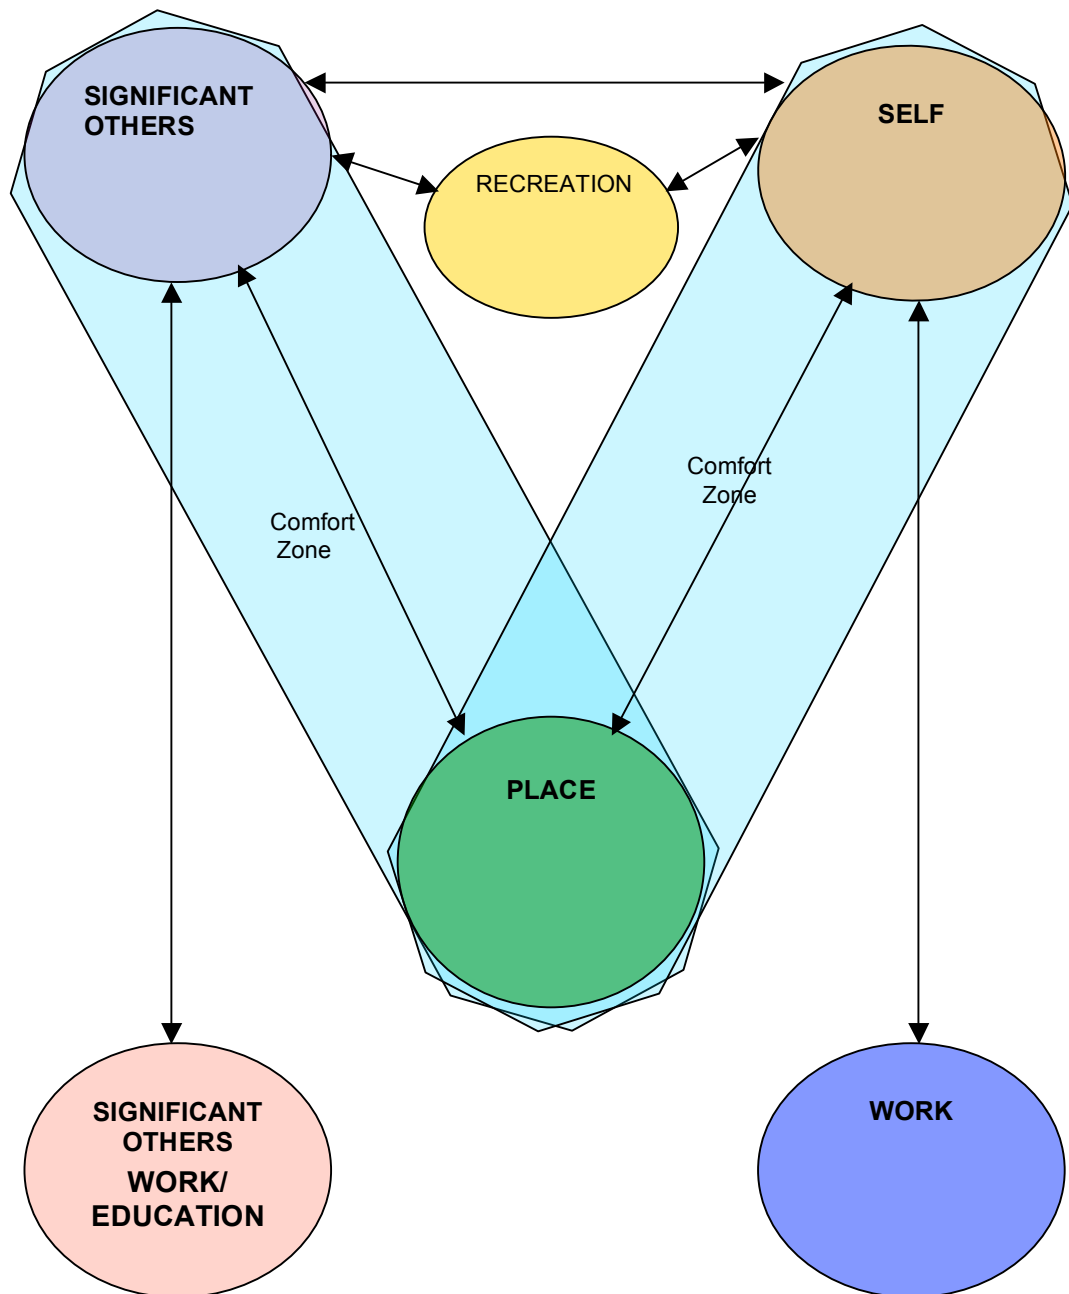 SIGNIFICANT
OTHERS
SELF
RECREATION
Comfort
Zone
Comfort
Zone
PLACE
SIGNIFICANT
OTHERS
WORK/
EDUCATION
WORK